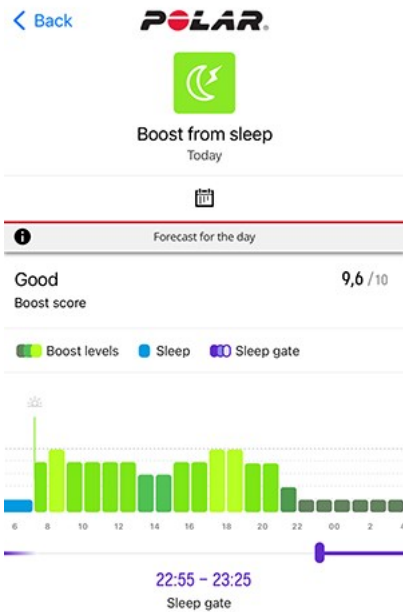 Back
POLAR.
Boost from sleep
Today
Forecast for the day
Good
9,6 /10
Boost score
Boost levels Sleep Sleep gate
6 8 10 12 14 16 18 20 22 00 2 4
22:55 – 23:25
Sleep gate